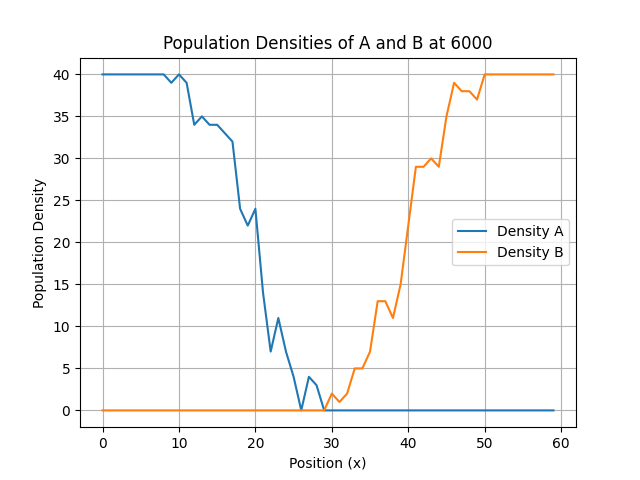 Population Densities of A and B at 6000
40
35
30
25
20
15
10
5
0
Population Density
Density A
Density B
0 10 20 30 40 50 60
Position (x)